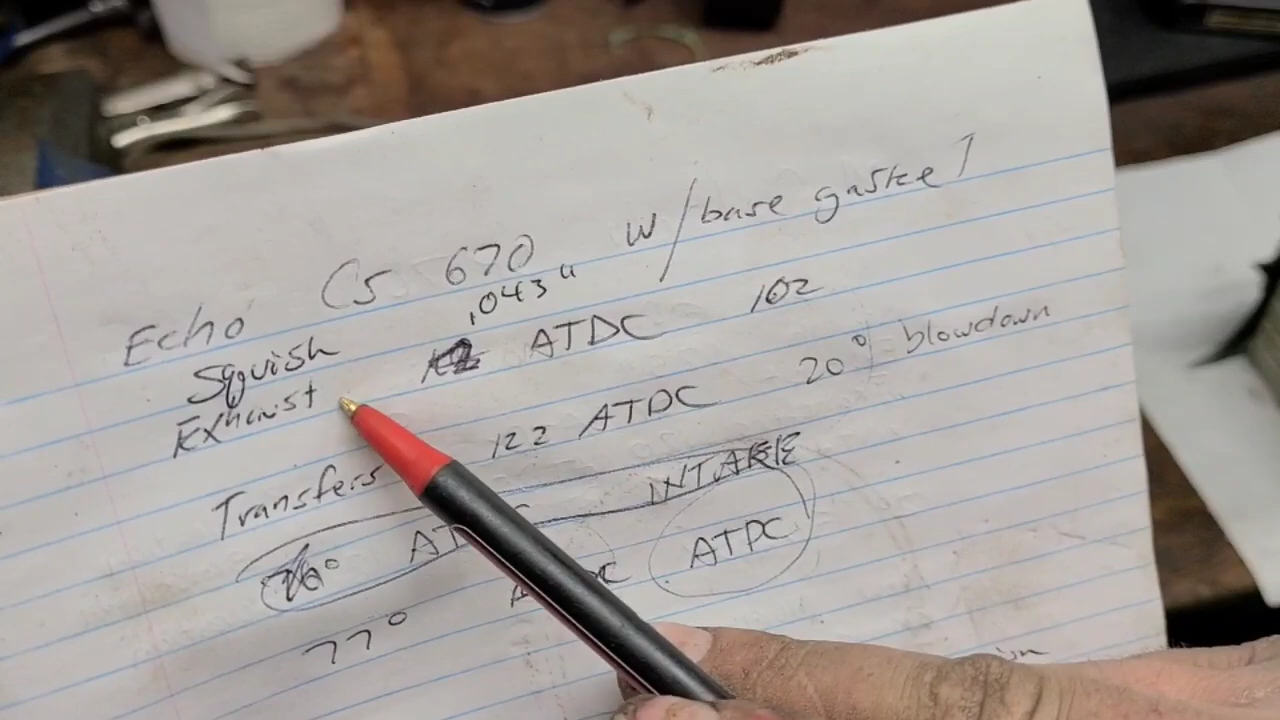 Echo Cs 670 w/base gasket
Squish .043"
Exhaust ATDC 102
Transfers 122 ATDC 20° blowdown
INTAKE
ATDC
77°